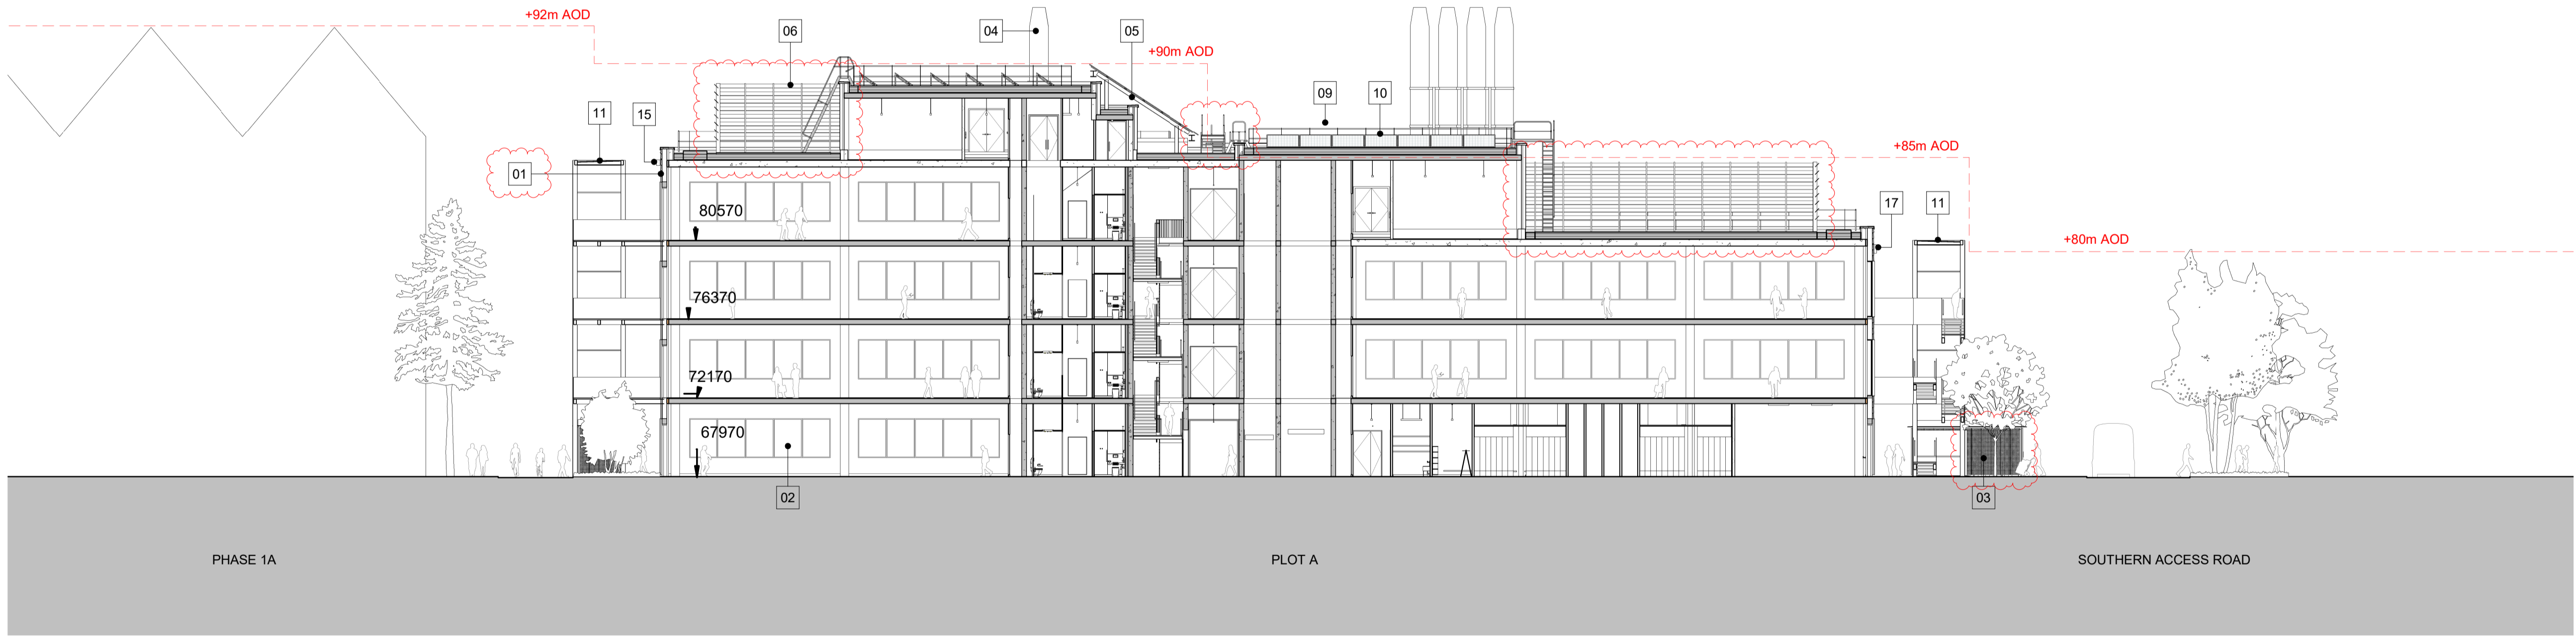 +92m AOD
06
04
05
+90m AOD
09
10
11
15
01
+85m AOD
17
11
+80m AOD
80570
76370
72170
67970
02
03
PHASE 1A
PLOT A
SOUTHERN ACCESS ROAD